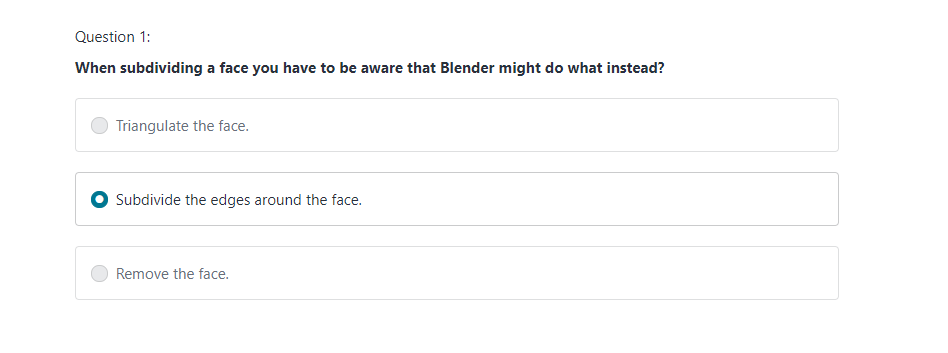 Question 1:
When subdividing a face you have to be aware that Blender might do what instead?
Triangulate the face.
Subdivide the edges around the face.
Remove the face.